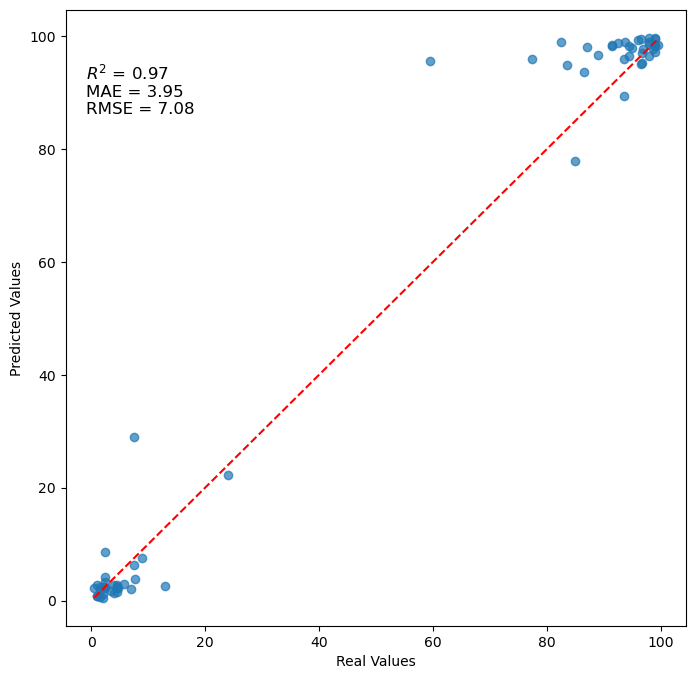 R² = 0.97
MAE = 3.95
RMSE = 7.08
100
80
60
40
20
0
Predicted Values
0 20 40 60 80 100
Real Values